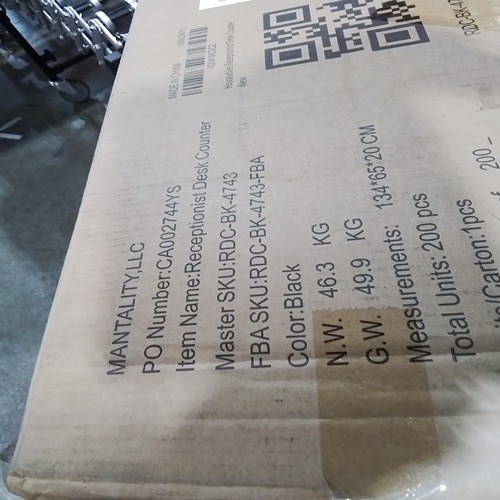 MANTALITY,LLC
PO Number:CA002744YS
Item Name:Receptionist Desk Counter
Master SKU:RDC-BK-4743
FBA SKU:RDC-BK-4743-FBA
Color:Black
N.W. 46.3 KG
G.W. 49.9 KG
Measurements: 134*65*20 CM
Total Units: 200 pcs
/Carton:1pcs
200
MADE IN CHINA
New